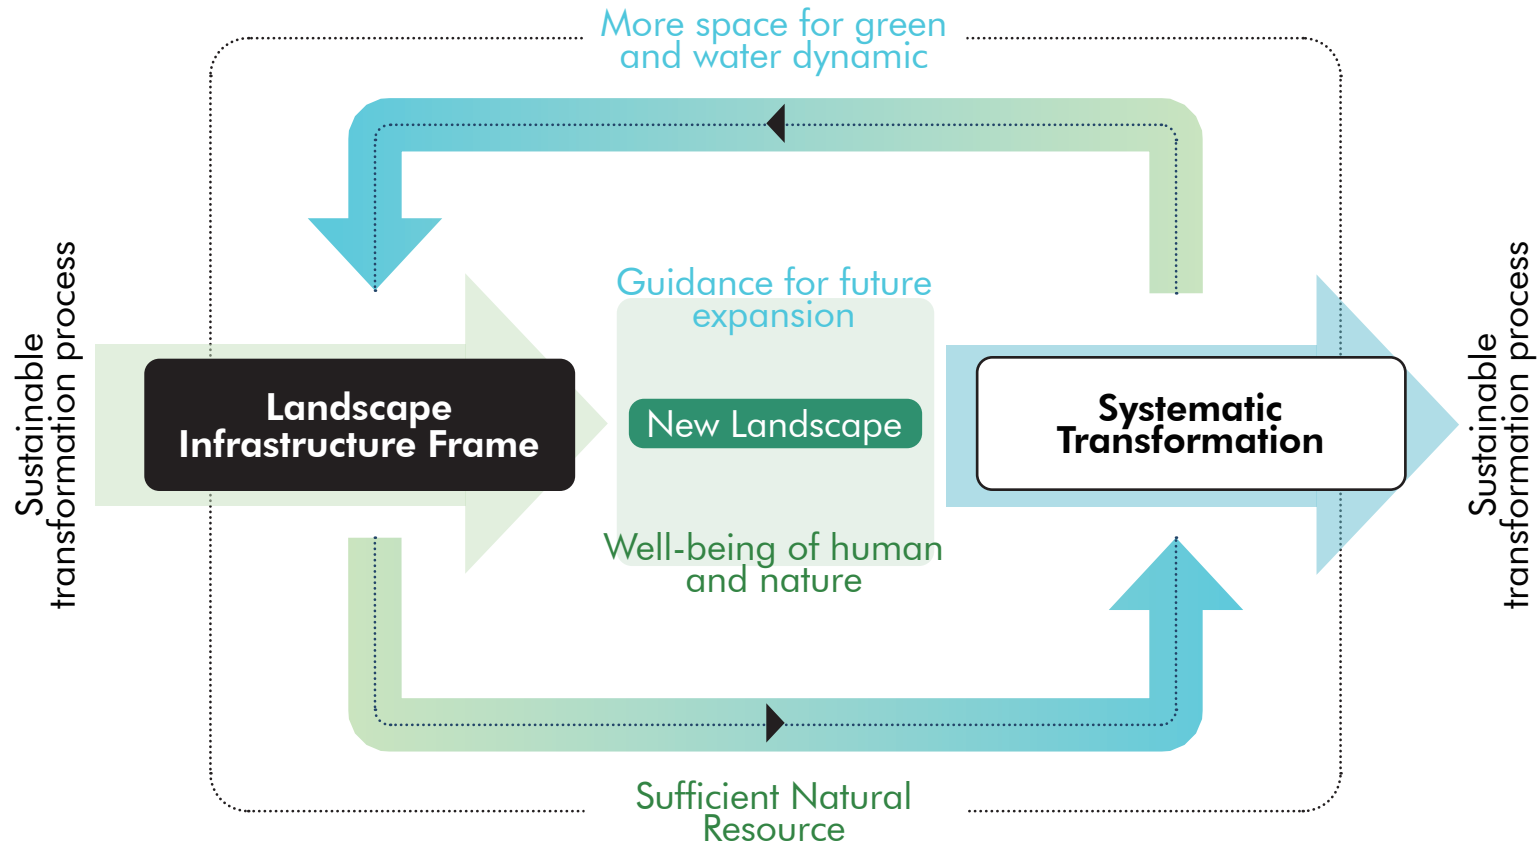 More space for green
and water dynamic
Sustainable
transformation process
Guidance for future
expansion
Landscape
Infrastructure Frame
New Landscape
Systematic
Transformation
Sustainable
transformation process
Well-being of human
and nature
Sufficient Natural
Resource